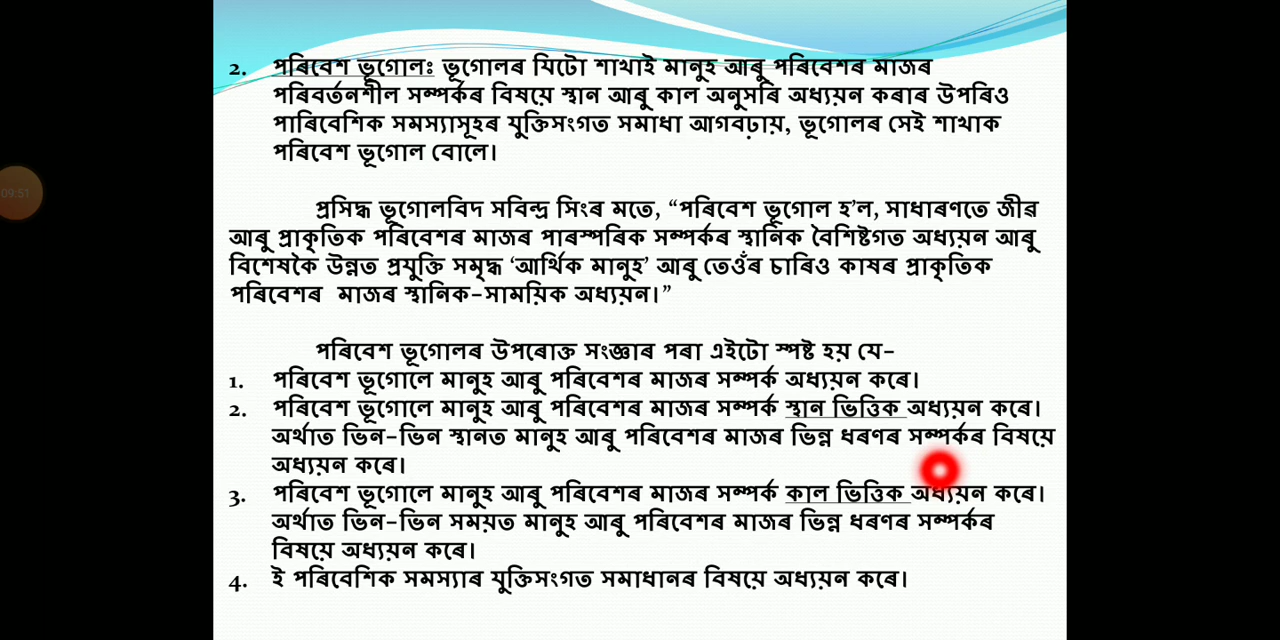 2. পৰিবেশ ভূগোলঃ ভূগোলৰ যিটো শাখাই মানুহ আৰু পৰিবেশৰ মাজৰ
পৰিবৰ্তনশীল সম্পৰ্কৰ বিষয়ে স্থান আৰু কাল অনুসৰি অধ্যয়ন কৰাৰ উপৰিও
পাৰিবেশিক সমস্যাসূহৰ যুক্তিসংগত সমাধা আগবঢ়ায়, ভূগোলৰ সেই শাখাক
পৰিবেশ ভূগোল বোলে।
প্ৰসিদ্ধ ভূগোলবিদ সবিন্দ্ৰ সিংৰ মতে, “পৰিবেশ ভূগোল হ’ল, সাধাৰণতে জীৱ
আৰু প্ৰাকৃতিক পৰিবেশৰ মাজৰ পাৰস্পৰিক সম্পৰ্কৰ স্থানিক বৈশিষ্টগত অধ্যয়ন আৰু
বিশেষকৈ উন্নত প্ৰযুক্তি সমৃদ্ধ ‘আৰ্থিক মানুহ’ আৰু তেওঁৰ চাৰিও কাষৰ প্ৰাকৃতিক
পৰিবেশৰ মাজৰ স্থানিক-সাময়িক অধ্যয়ন।”
পৰিবেশ ভূগোলৰ উপৰোক্ত সংজ্ঞাৰ পৰা এইটো স্পষ্ট হয় যে-
1. পৰিবেশ ভূগোলে মানুহ আৰু পৰিবেশৰ মাজৰ সম্পৰ্ক অধ্যয়ন কৰে।
2. পৰিবেশ ভূগোলে মানুহ আৰু পৰিবেশৰ মাজৰ সম্পৰ্ক স্থান ভিত্তিক অধ্যয়ন কৰে।
অৰ্থাত ভিন-ভিন স্থানত মানুহ আৰু পৰিবেশৰ মাজৰ ভিন্ন ধৰণৰ সম্পৰ্কৰ বিষয়ে
অধ্যয়ন কৰে।
3. পৰিবেশ ভূগোলে মানুহ আৰু পৰিবেশৰ মাজৰ সম্পৰ্ক কাল ভিত্তিক অধ্যয়ন কৰে।
অৰ্থাত ভিন-ভিন সময়ত মানুহ আৰু পৰিবেশৰ মাজৰ ভিন্ন ধৰণৰ সম্পৰ্কৰ
বিষয়ে অধ্যয়ন কৰে।
4. ই পৰিবেশিক সমস্যাৰ যুক্তিসংগত সমাধানৰ বিষয়ে অধ্যয়ন কৰে।
09:51